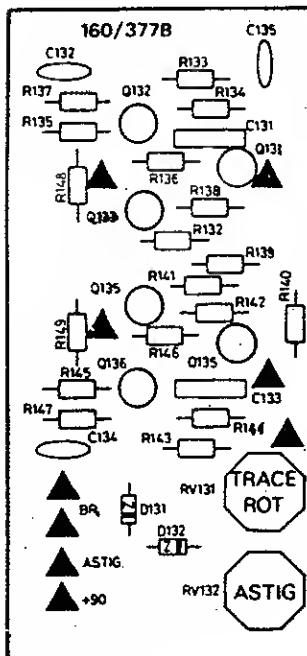 160/377B
C132
C135
R133
R137
Q132
R134
R135
C131
Q131
R136
R148
R138
Q133
R132
R139
R141
R140
Q135
R142
R149
R146
Q135
Q136
R145
C133
R147
R144
C134
R143
TRACE
ROT
RV131
BR.
D131
D132
ASTIG.
RV132
ASTIG
+90